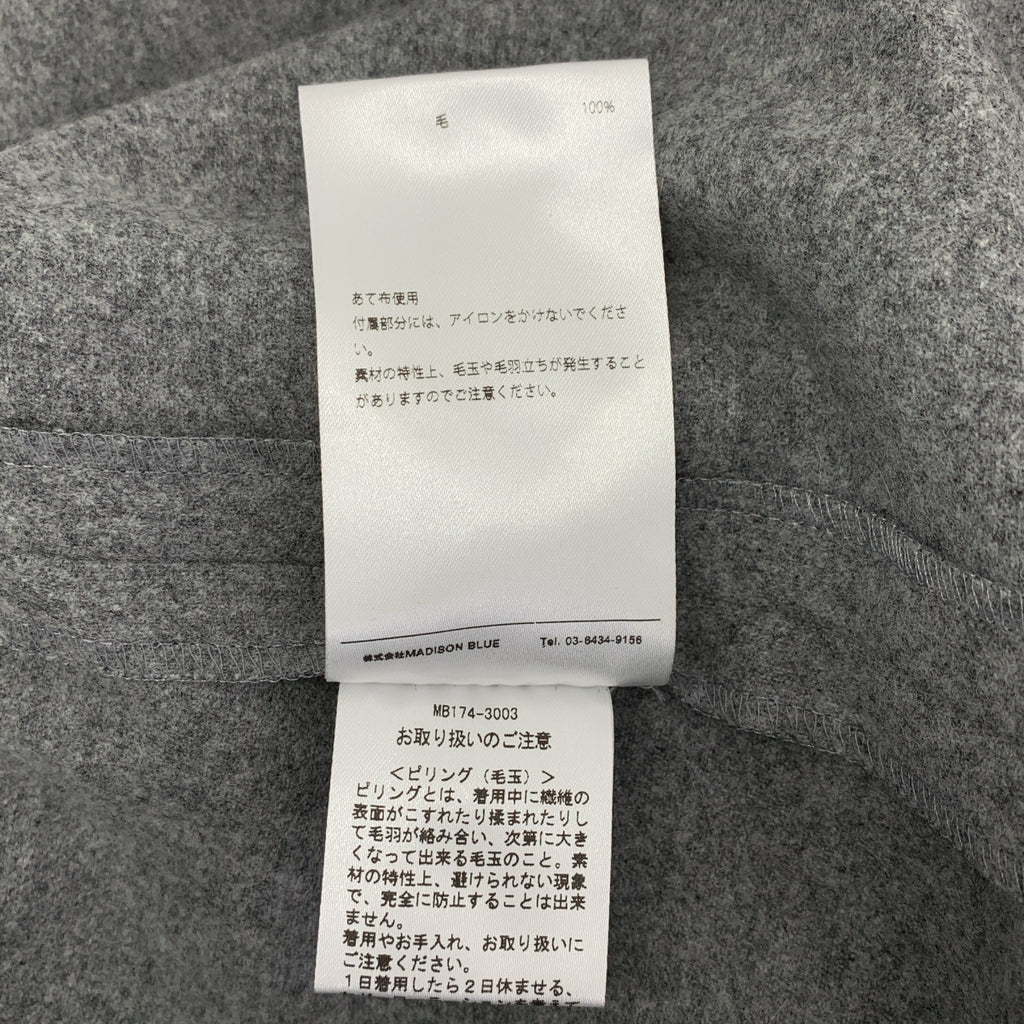 毛 100%
あて布使用
付属部分には、アイロンをかけないでくださ
い。
素材の特性上、毛玉や毛羽立ちが発生すること
がありますのでご注意ください。
株式会社MADISON BLUE Tel. 03-6434-9156
MB174-3003
お取り扱いのご注意
＜ピリング（毛玉）＞
ピリングとは、着用中に繊維の
表面がこすれたり揉まれたりし
て毛羽が絡み合い、次第に大き
くなって出来る毛玉のこと。素
材の特性上、避けられない現象
で、完全に防止することは出来
ません。
着用やお手入れ、お取り扱いに
ご注意ください。
１日着用したら２日休ませる、